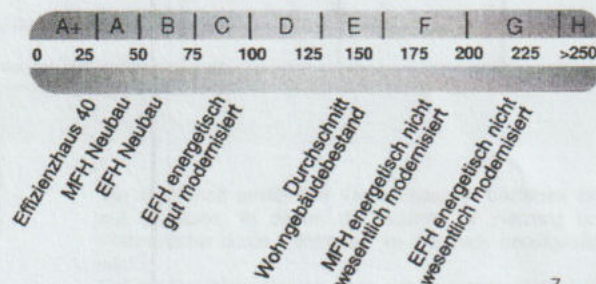 A+ A B C D E F G H
0 25 50 75 100 125 150 175 200 225 >250
Effizienzhaus 40
MFH Neubau
EFH Neubau
EFH energetisch
gut modernisiert
Durchschnitt
Wohngebäudebestand
MFH energetisch nicht
wesentlich modernisiert
EFH energetisch nicht
wesentlich modernisiert
7